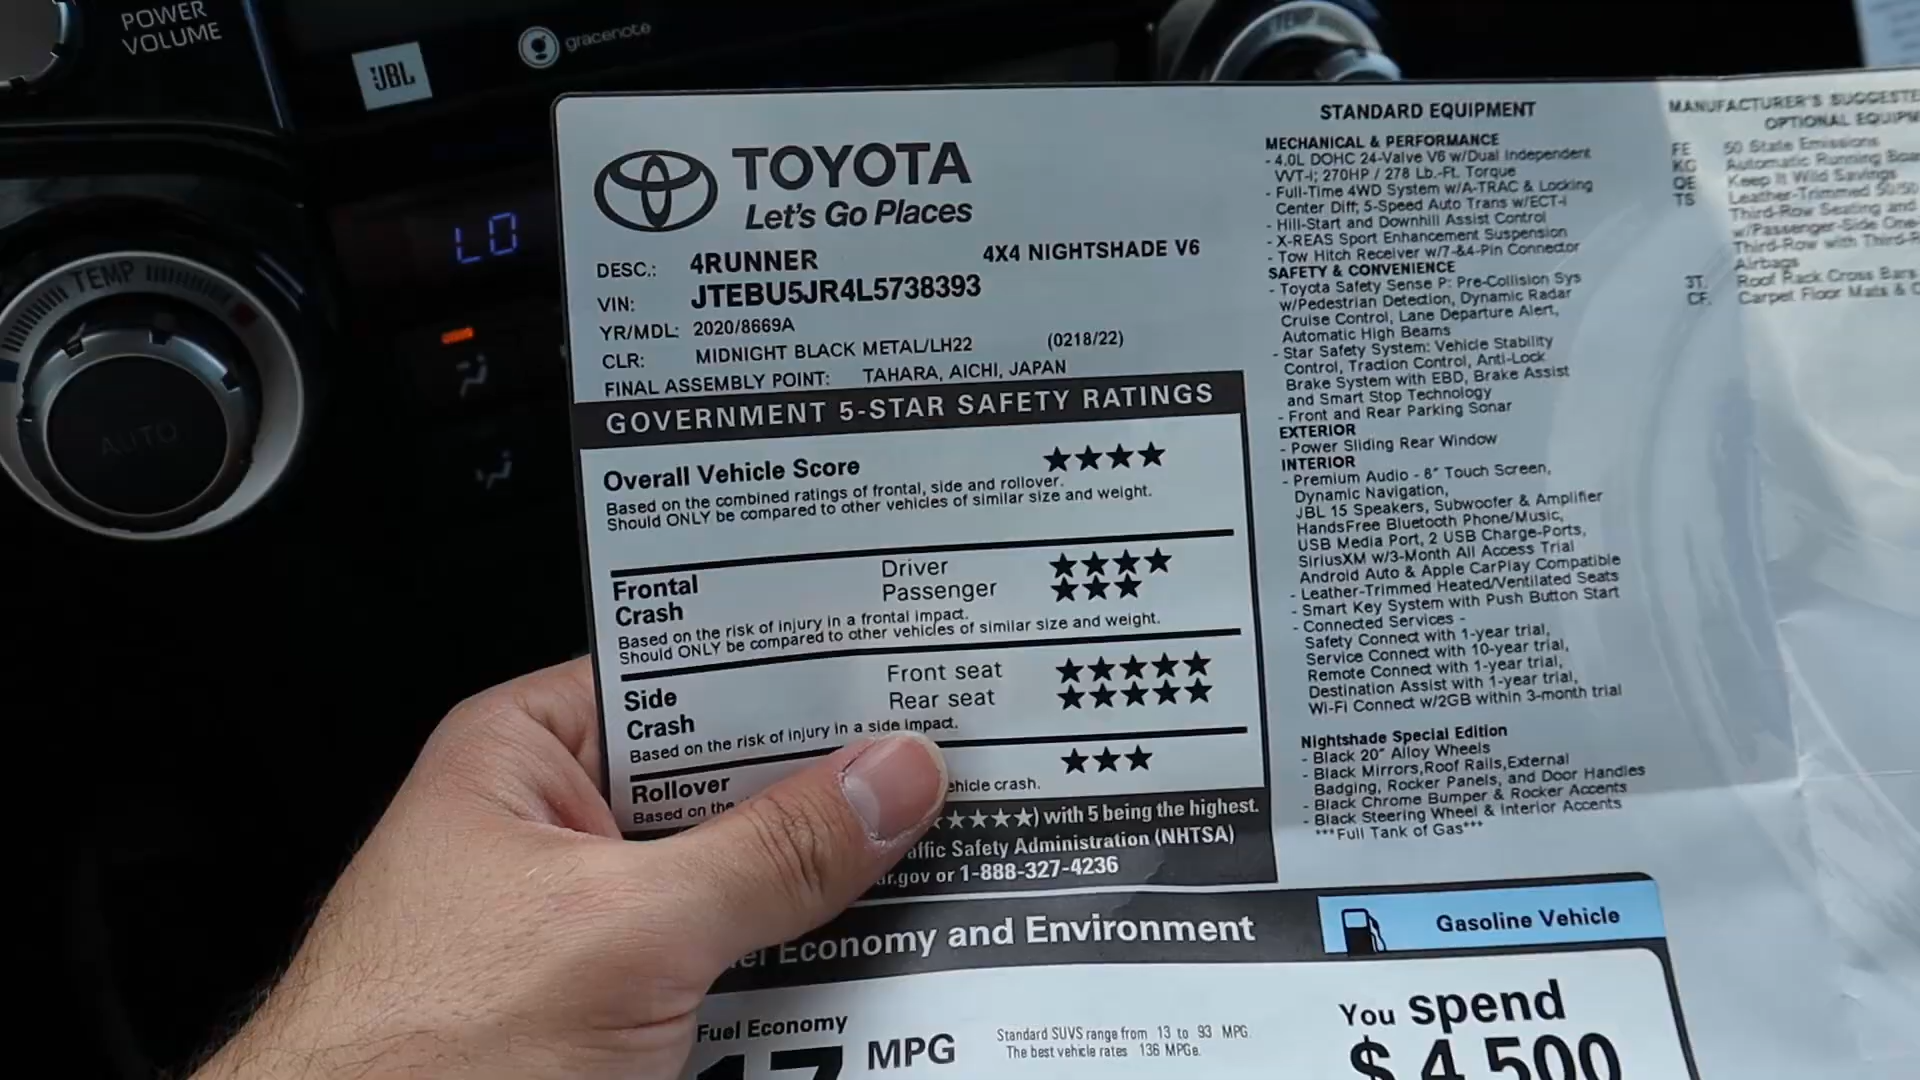 POWER
VOLUME
JBL
gracenote
TEMP
AUTO
LO
TOYOTA
Let's Go Places
DESC.: 4RUNNER 4X4 NIGHTSHADE V6
VIN: JTEBU5JR4L5738393
YR/MDL: 2020/8669A
CLR: MIDNIGHT BLACK METAL/LH22 (0218/22)
FINAL ASSEMBLY POINT: TAHARA, AICHI, JAPAN
GOVERNMENT 5-STAR SAFETY RATINGS
Overall Vehicle Score ★★★★
Based on the combined ratings of frontal, side and rollover.
Should ONLY be compared to other vehicles of similar size and weight.
Frontal Crash
Driver ★★★★
Passenger ★★★
Based on the risk of injury in a frontal impact.
Should ONLY be compared to other vehicles of similar size and weight.
Side Crash
Front seat ★★★★★
Rear seat ★★★★★
Based on the risk of injury in a side impact.
Rollover ★★★
Based on the
ehicle crash.
★★★★★) with 5 being the highest.
affic Safety Administration (NHTSA)
.gov or 1-888-327-4236
Economy and Environment
Gasoline Vehicle
Fuel Economy
17 MPG
Standard SUVS range from 13 to 93 MPG.
The best vehicle rates 136 MPGe.
You spend
$4,500
STANDARD EQUIPMENT
MECHANICAL & PERFORMANCE
- 4.0L DOHC 24-Valve V6 w/Dual Independent
VVT-i; 270HP / 278 Lb.-Ft. Torque
- Full-Time 4WD System w/A-TRAC & Locking
Center Diff; 5-Speed Auto Trans w/ECT-i
- Hill-Start and Downhill Assist Control
- X-REAS Sport Enhancement Suspension
- Tow Hitch Receiver w/7-&4-Pin Connector
SAFETY & CONVENIENCE
- Toyota Safety Sense P: Pre-Collision Sys
w/Pedestrian Detection, Dynamic Radar
Cruise Control, Lane Departure Alert,
Automatic High Beams
- Star Safety System: Vehicle Stability
Control, Traction Control, Anti-Lock
Brake System with EBD, Brake Assist
and Smart Stop Technology
- Front and Rear Parking Sonar
EXTERIOR
- Power Sliding Rear Window
INTERIOR
- Premium Audio - 8" Touch Screen,
Dynamic Navigation,
JBL 15 Speakers, Subwoofer & Amplifier
HandsFree Bluetooth Phone/Music,
USB Media Port, 2 USB Charge-Ports,
SiriusXM w/3-Month All Access Trial
Android Auto & Apple CarPlay Compatible
- Leather-Trimmed Heated/Ventilated Seats
- Smart Key System with Push Button Start
- Connected Services -
Safety Connect with 1-year trial,
Service Connect with 10-year trial,
Remote Connect with 1-year trial,
Destination Assist with 1-year trial,
Wi-Fi Connect w/2GB within 3-month trial
Nightshade Special Edition
- Black 20" Alloy Wheels
- Black Mirrors,Roof Rails,External
Badging, Rocker Panels, and Door Handles
- Black Chrome Bumper & Rocker Accents
- Black Steering Wheel & Interior Accents
***Full Tank of Gas***
MANUFACTURER'S SUGGESTE
OPTIONAL EQUIPM
FE 50 State Emissions
KG Automatic Running Boa
QE Keep It Wild Savings
TS Leather-Trimmed 50/50
Third-Row Seating and
w/Passenger-Side One-
Third-Row with Third-R
Airbags
3T. Roof Rack Cross Bars
CF. Carpet Floor Mats & C